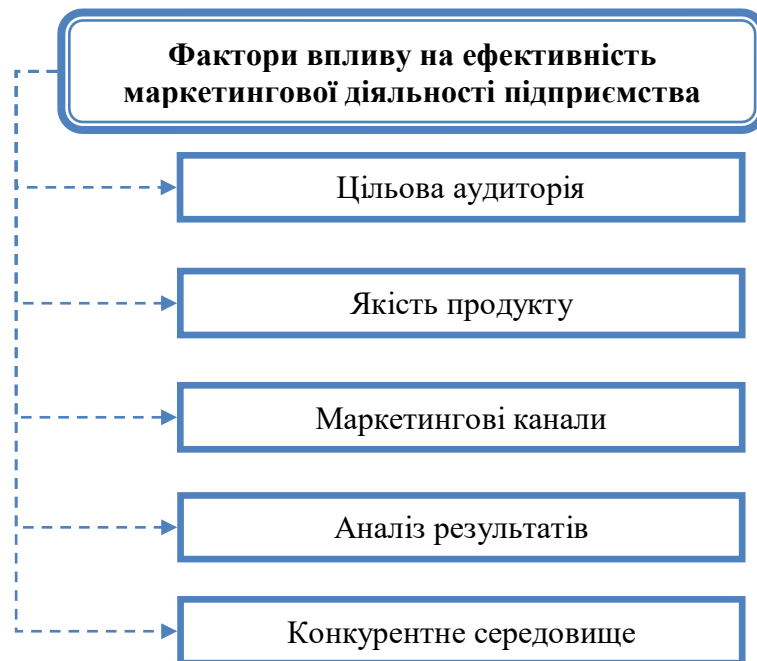 Фактори впливу на ефективність
маркетингової діяльності підприємства
Цільова аудиторія
Якість продукту
Маркетингові канали
Аналіз результатів
Конкурентне середовище